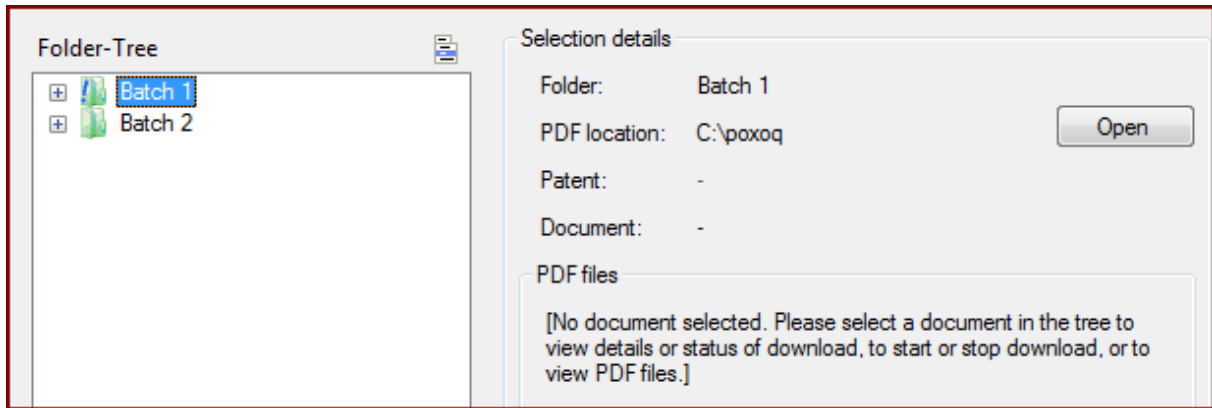 Folder-Tree
Batch 1
Batch 2
Selection details
Folder: Batch 1
PDF location: C:\poxoq
Open
Patent: -
Document: -
PDF files
[No document selected. Please select a document in the tree to
view details or status of download, to start or stop download, or to
view PDF files.]